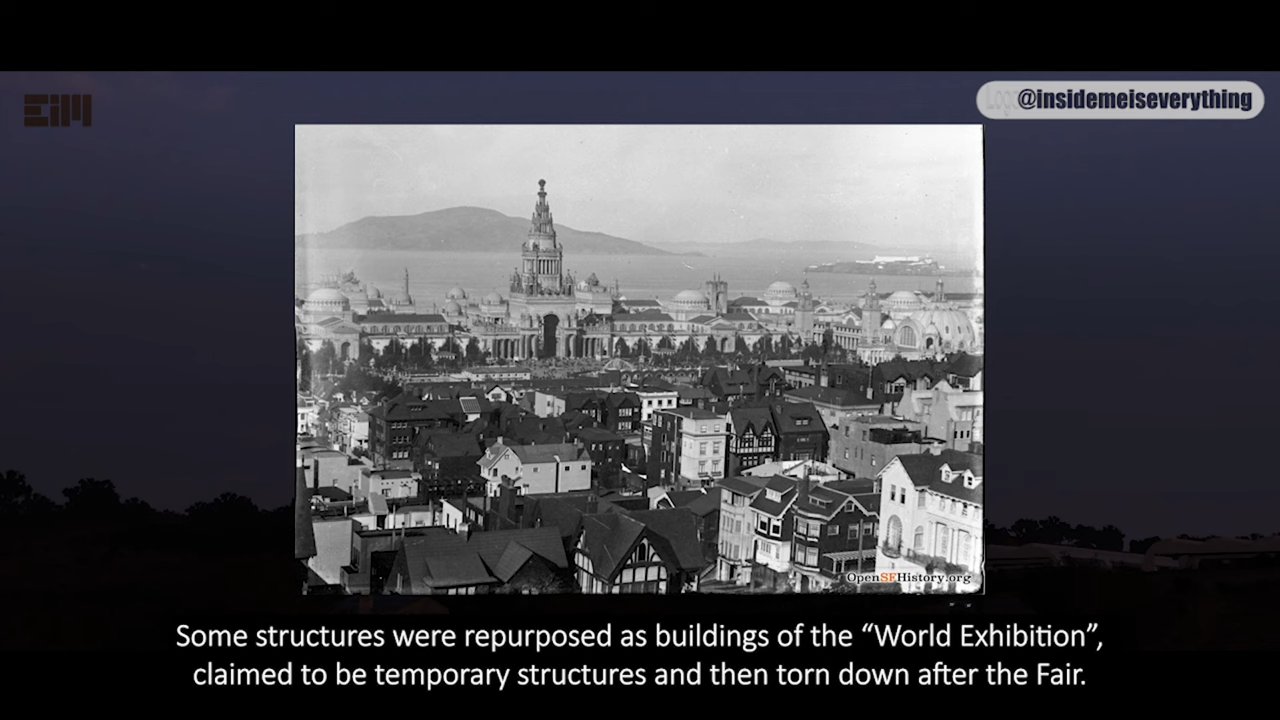 EiM
@insidemeiseverything
OpenSFHistory.org
Some structures were repurposed as buildings of the “World Exhibition”,
claimed to be temporary structures and then torn down after the Fair.